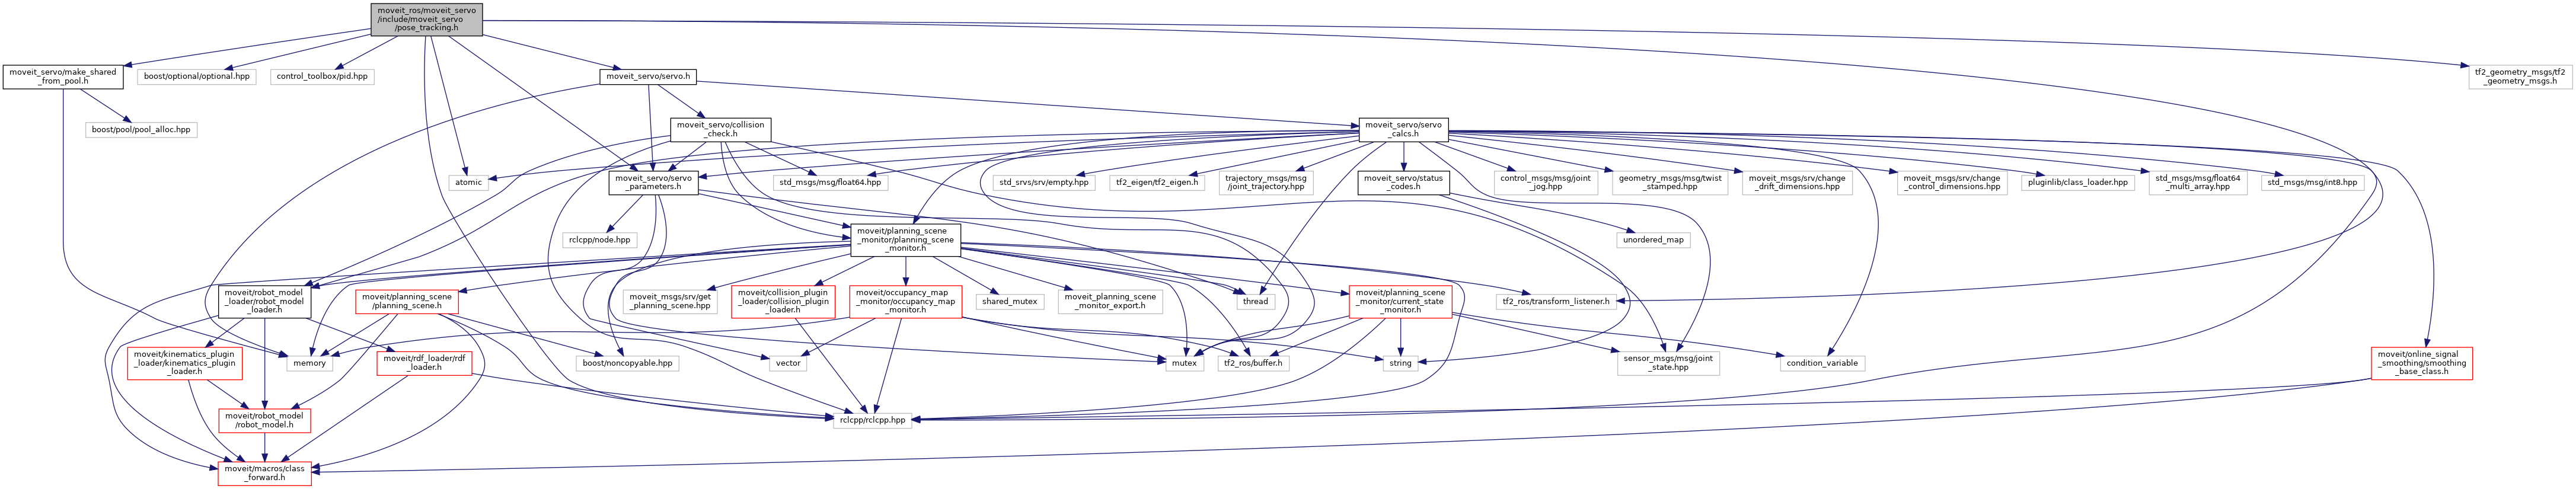 moveit_ros/moveit_servo
/include/moveit_servo
/pose_tracking.h
moveit_servo/make_shared
_from_pool.h
boost/optional/optional.hpp
control_toolbox/pid.hpp
moveit_servo/servo.h
tf2_geometry_msgs/tf2
_geometry_msgs.h
boost/pool/pool_alloc.hpp
moveit_servo/collision
_check.h
moveit_servo/servo
_calcs.h
atomic
moveit_servo/servo
_parameters.h
std_msgs/msg/float64.hpp
std_srvs/srv/empty.hpp
tf2_eigen/tf2_eigen.h
trajectory_msgs/msg
/joint_trajectory.hpp
moveit_servo/status
_codes.h
control_msgs/msg/joint
_jog.hpp
geometry_msgs/msg/twist
_stamped.hpp
moveit_msgs/srv/change
_drift_dimensions.hpp
moveit_msgs/srv/change
_control_dimensions.hpp
pluginlib/class_loader.hpp
std_msgs/msg/float64
_multi_array.hpp
std_msgs/msg/int8.hpp
rclcpp/node.hpp
moveit/planning_scene
_monitor/planning_scene
_monitor.h
unordered_map
moveit/robot_model
_loader/robot_model
_loader.h
moveit/planning_scene
/planning_scene.h
moveit_msgs/srv/get
_planning_scene.hpp
moveit/collision_plugin
_loader/collision_plugin
_loader.h
moveit/occupancy_map
_monitor/occupancy_map
_monitor.h
shared_mutex
moveit_planning_scene
_monitor_export.h
thread
moveit/planning_scene
_monitor/current_state
_monitor.h
tf2_ros/transform_listener.h
moveit/kinematics_plugin
_loader/kinematics_plugin
_loader.h
memory
moveit/rdf_loader/rdf
_loader.h
boost/noncopyable.hpp
vector
mutex
tf2_ros/buffer.h
string
sensor_msgs/msg/joint
_state.hpp
condition_variable
moveit/online_signal
_smoothing/smoothing
_base_class.h
moveit/robot_model
/robot_model.h
rclcpp/rclcpp.hpp
moveit/macros/class
_forward.h